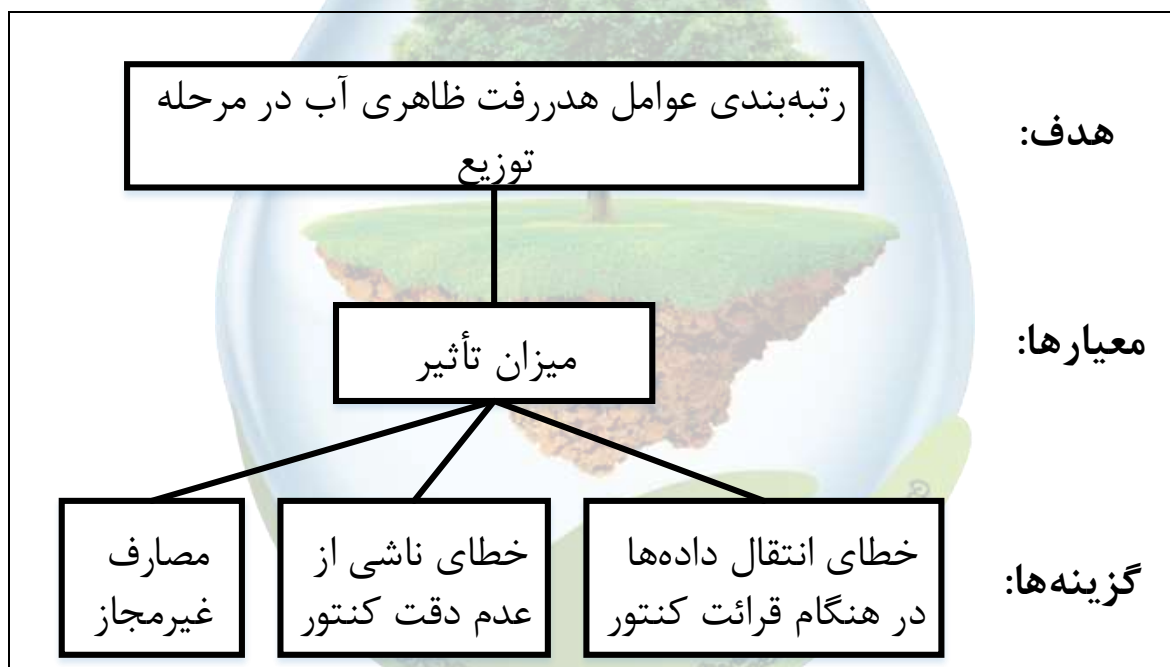 هدف:
رتبه‌بندی عوامل هدررفت ظاهری آب در مرحله
توزیع
معیارها:
میزان تأثیر
گزینه‌ها:
خطای انتقال داده‌ها
در هنگام قرائت کنتور
خطای ناشی از
عدم دقت کنتور
مصارف
غیرمجاز